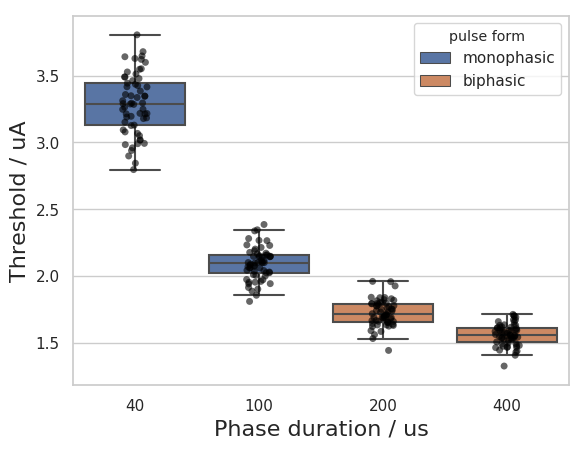 pulse form
monophasic
biphasic
Threshold / uA
3.5
3.0
2.5
2.0
1.5
40 100 200 400
Phase duration / us